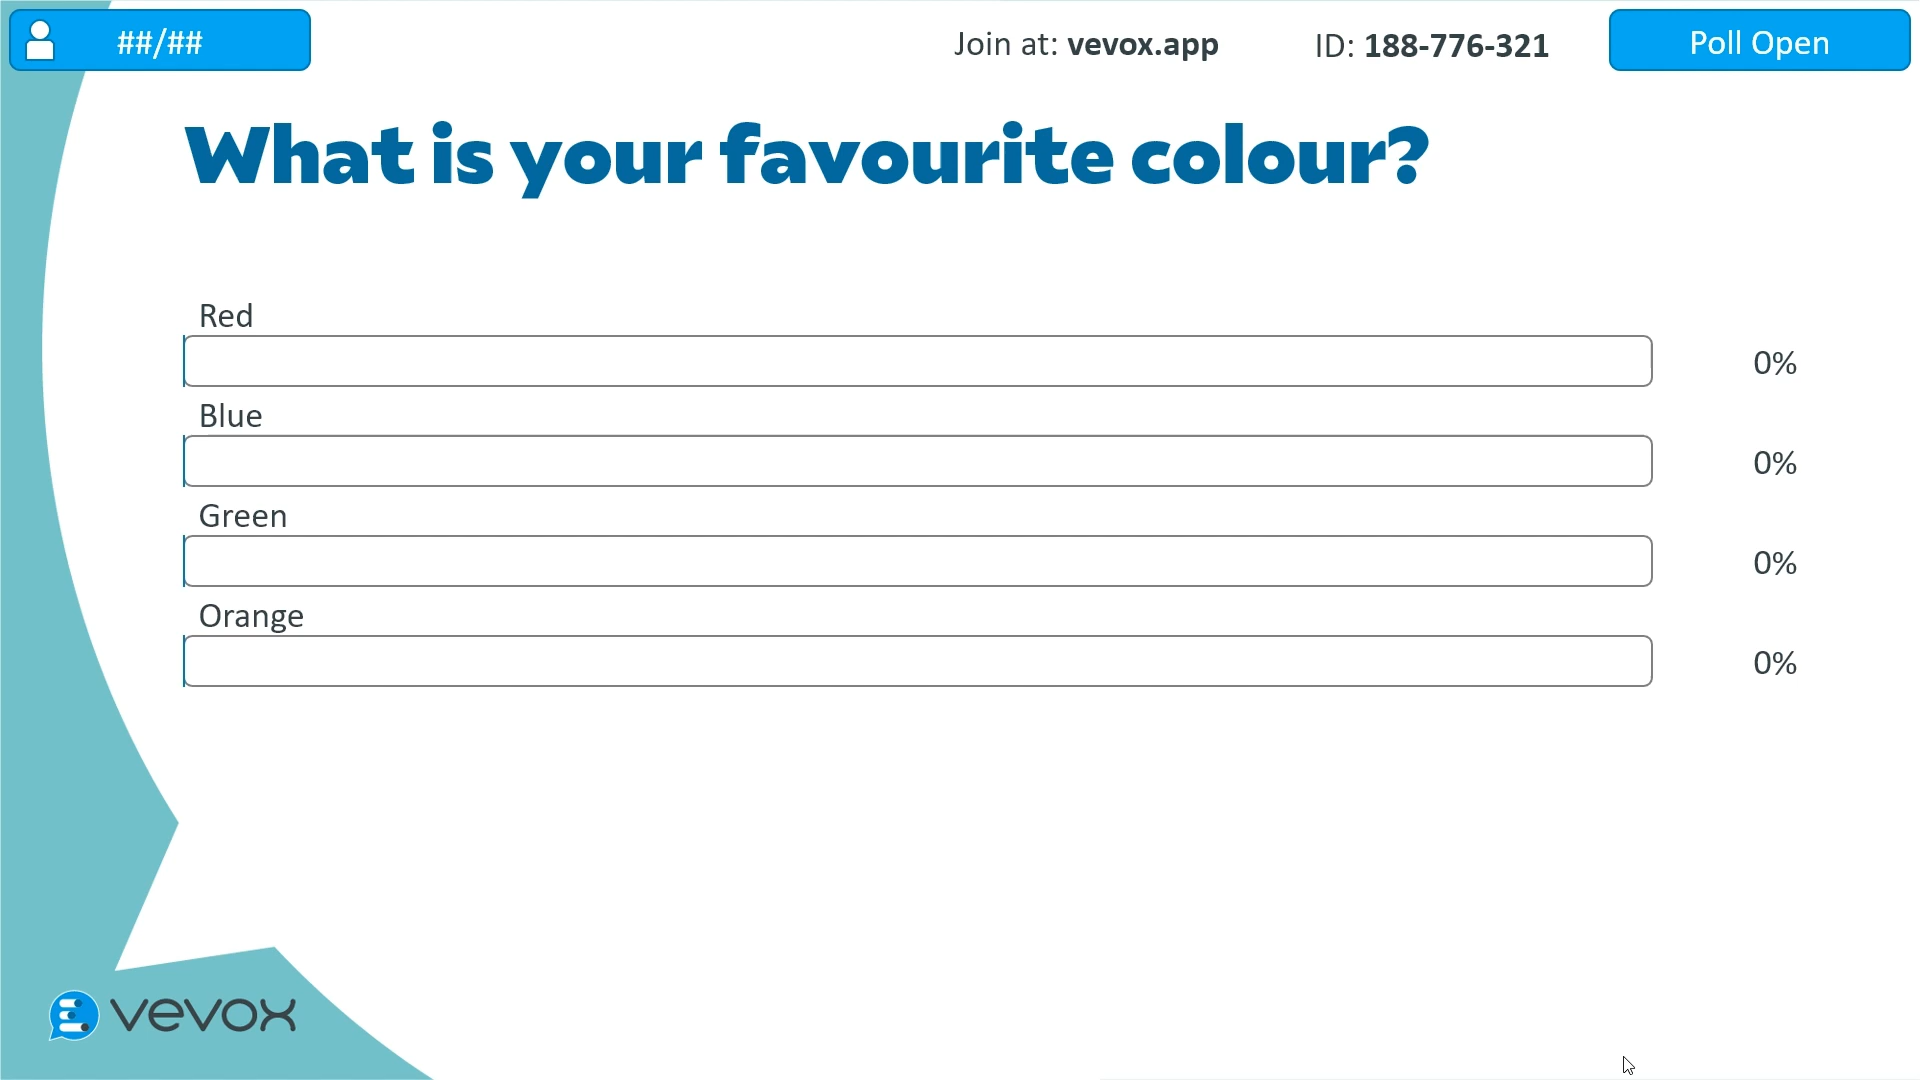 ##/##
Join at: vevox.app
ID: 188-776-321
Poll Open
What is your favourite colour?
Red
0%
Blue
0%
Green
0%
Orange
0%
vevox